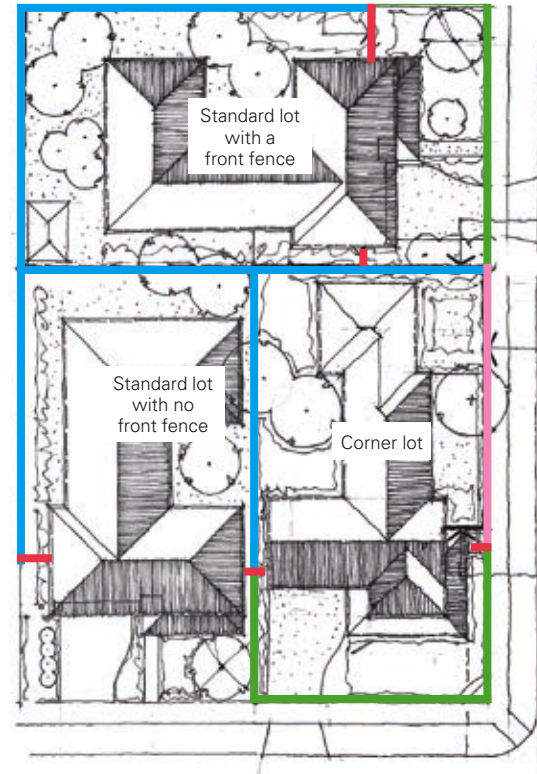 Standard lot
with a
front fence
Standard lot
with no
front fence
Corner lot